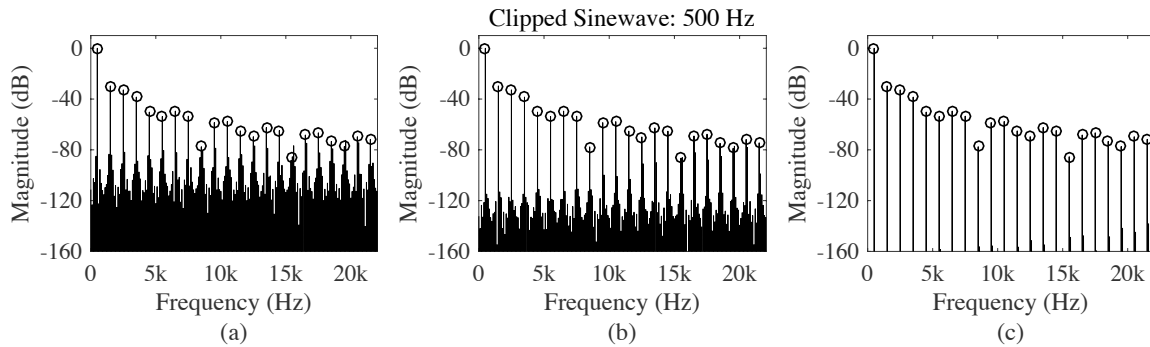 Clipped Sinewave: 500 Hz
Magnitude (dB)
0
-40
-80
-120
-160
0 5k 10k 15k 20k
Frequency (Hz)
(a)
Magnitude (dB)
0
-40
-80
-120
-160
0 5k 10k 15k 20k
Frequency (Hz)
(b)
Magnitude (dB)
0
-40
-80
-120
-160
0 5k 10k 15k 20k
Frequency (Hz)
(c)